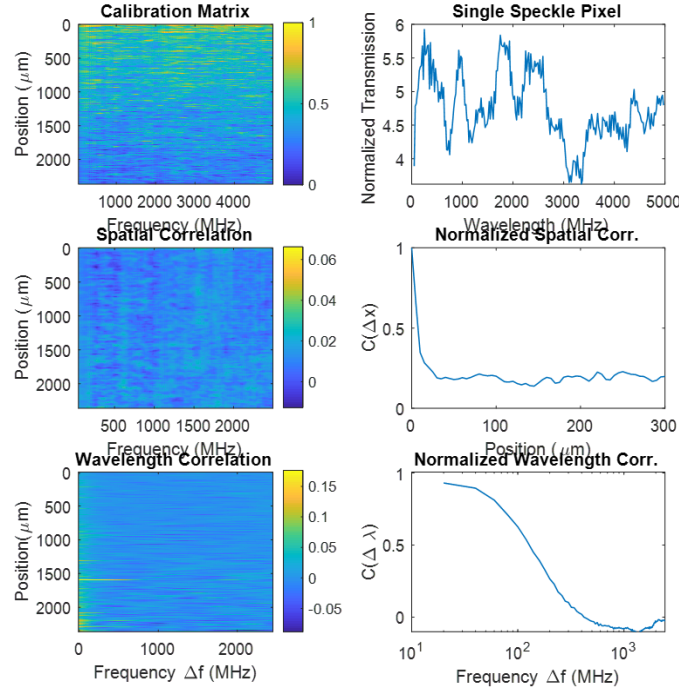 Calibration Matrix
Position (μm)
0
500
1000
1500
2000
1000 2000 3000 4000
Frequency (MHz)
1
0.5
0
Single Speckle Pixel
Normalized Transmission
6
5.5
5
4.5
4
0 1000 2000 3000 4000 5000
Wavelength (MHz)
Spatial Correlation
Position (μm)
0
500
1000
1500
2000
500 1000 1500 2000
Frequency (MHz)
0.06
0.04
0.02
0
Normalized Spatial Corr.
C(Δx)
1
0.5
0
0 100 200 300
Position (μm)
Wavelength Correlation
Position(μm)
0
500
1000
1500
2000
0 1000 2000
Frequency Δf (MHz)
0.15
0.1
0.05
0
-0.05
Normalized Wavelength Corr.
C(Δ λ)
1
0.5
0
10¹ 10² 10³
Frequency Δf (MHz)